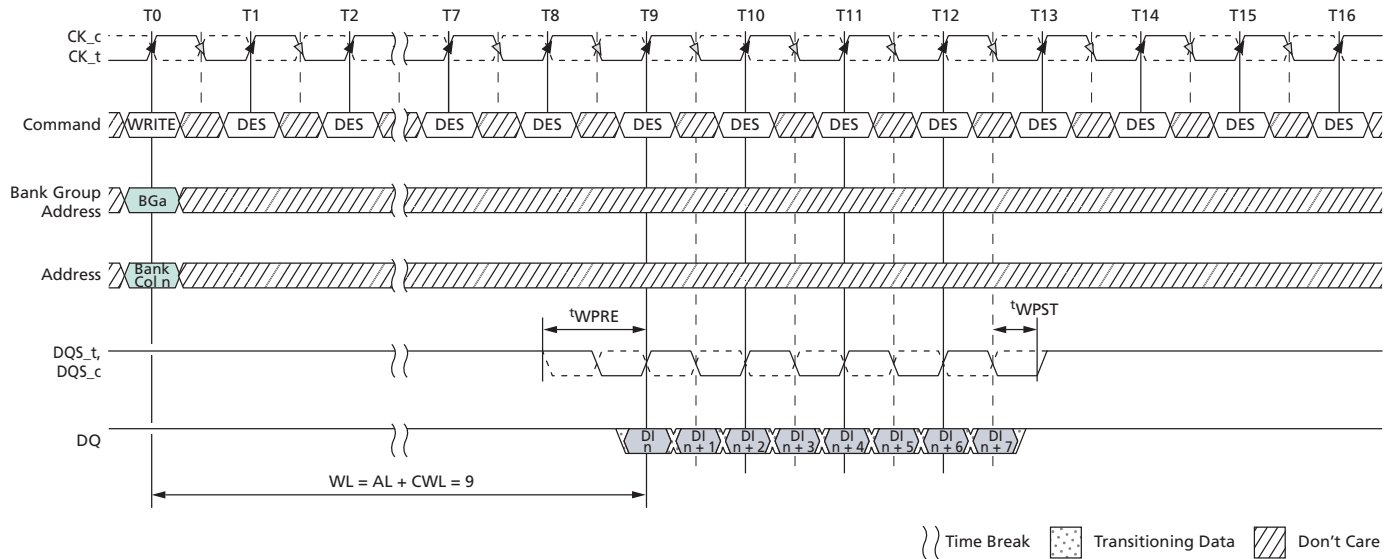 T0 T1 T2 T7 T8 T9 T10 T11 T12 T13 T14 T15 T16
CK_c
CK_t
Command WRITE DES DES DES DES DES DES DES DES DES DES DES DES
Bank Group
Address
BGa
Address
Bank
Col n
tWPRE
tWPST
DQS_t,
DQS_c
DQ
DI
n
DI
n + 1
DI
n + 2
DI
n + 3
DI
n + 4
DI
n + 5
DI
n + 6
DI
n + 7
WL = AL + CWL = 9
Time Break Transitioning Data Don't Care